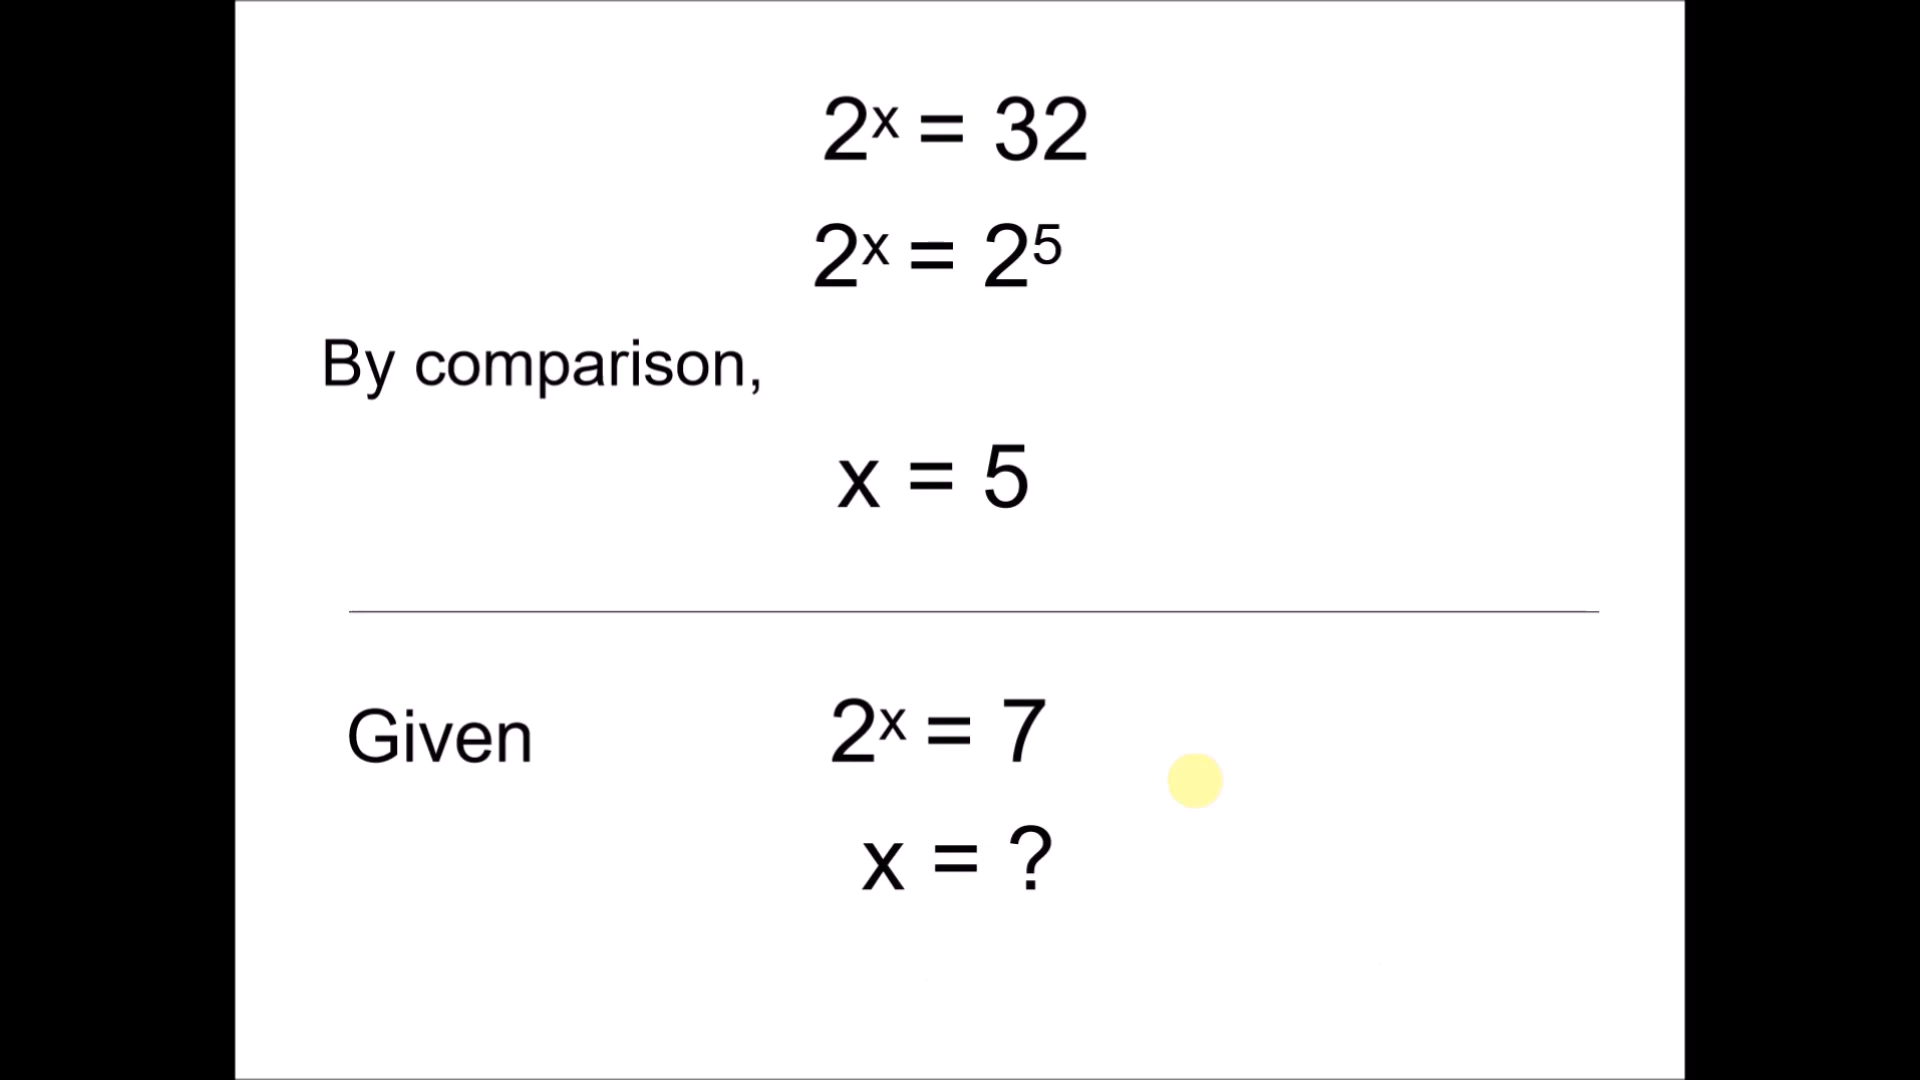 2ˣ = 32
2ˣ = 2⁵
By comparison,
x = 5
Given 2ˣ = 7
x = ?